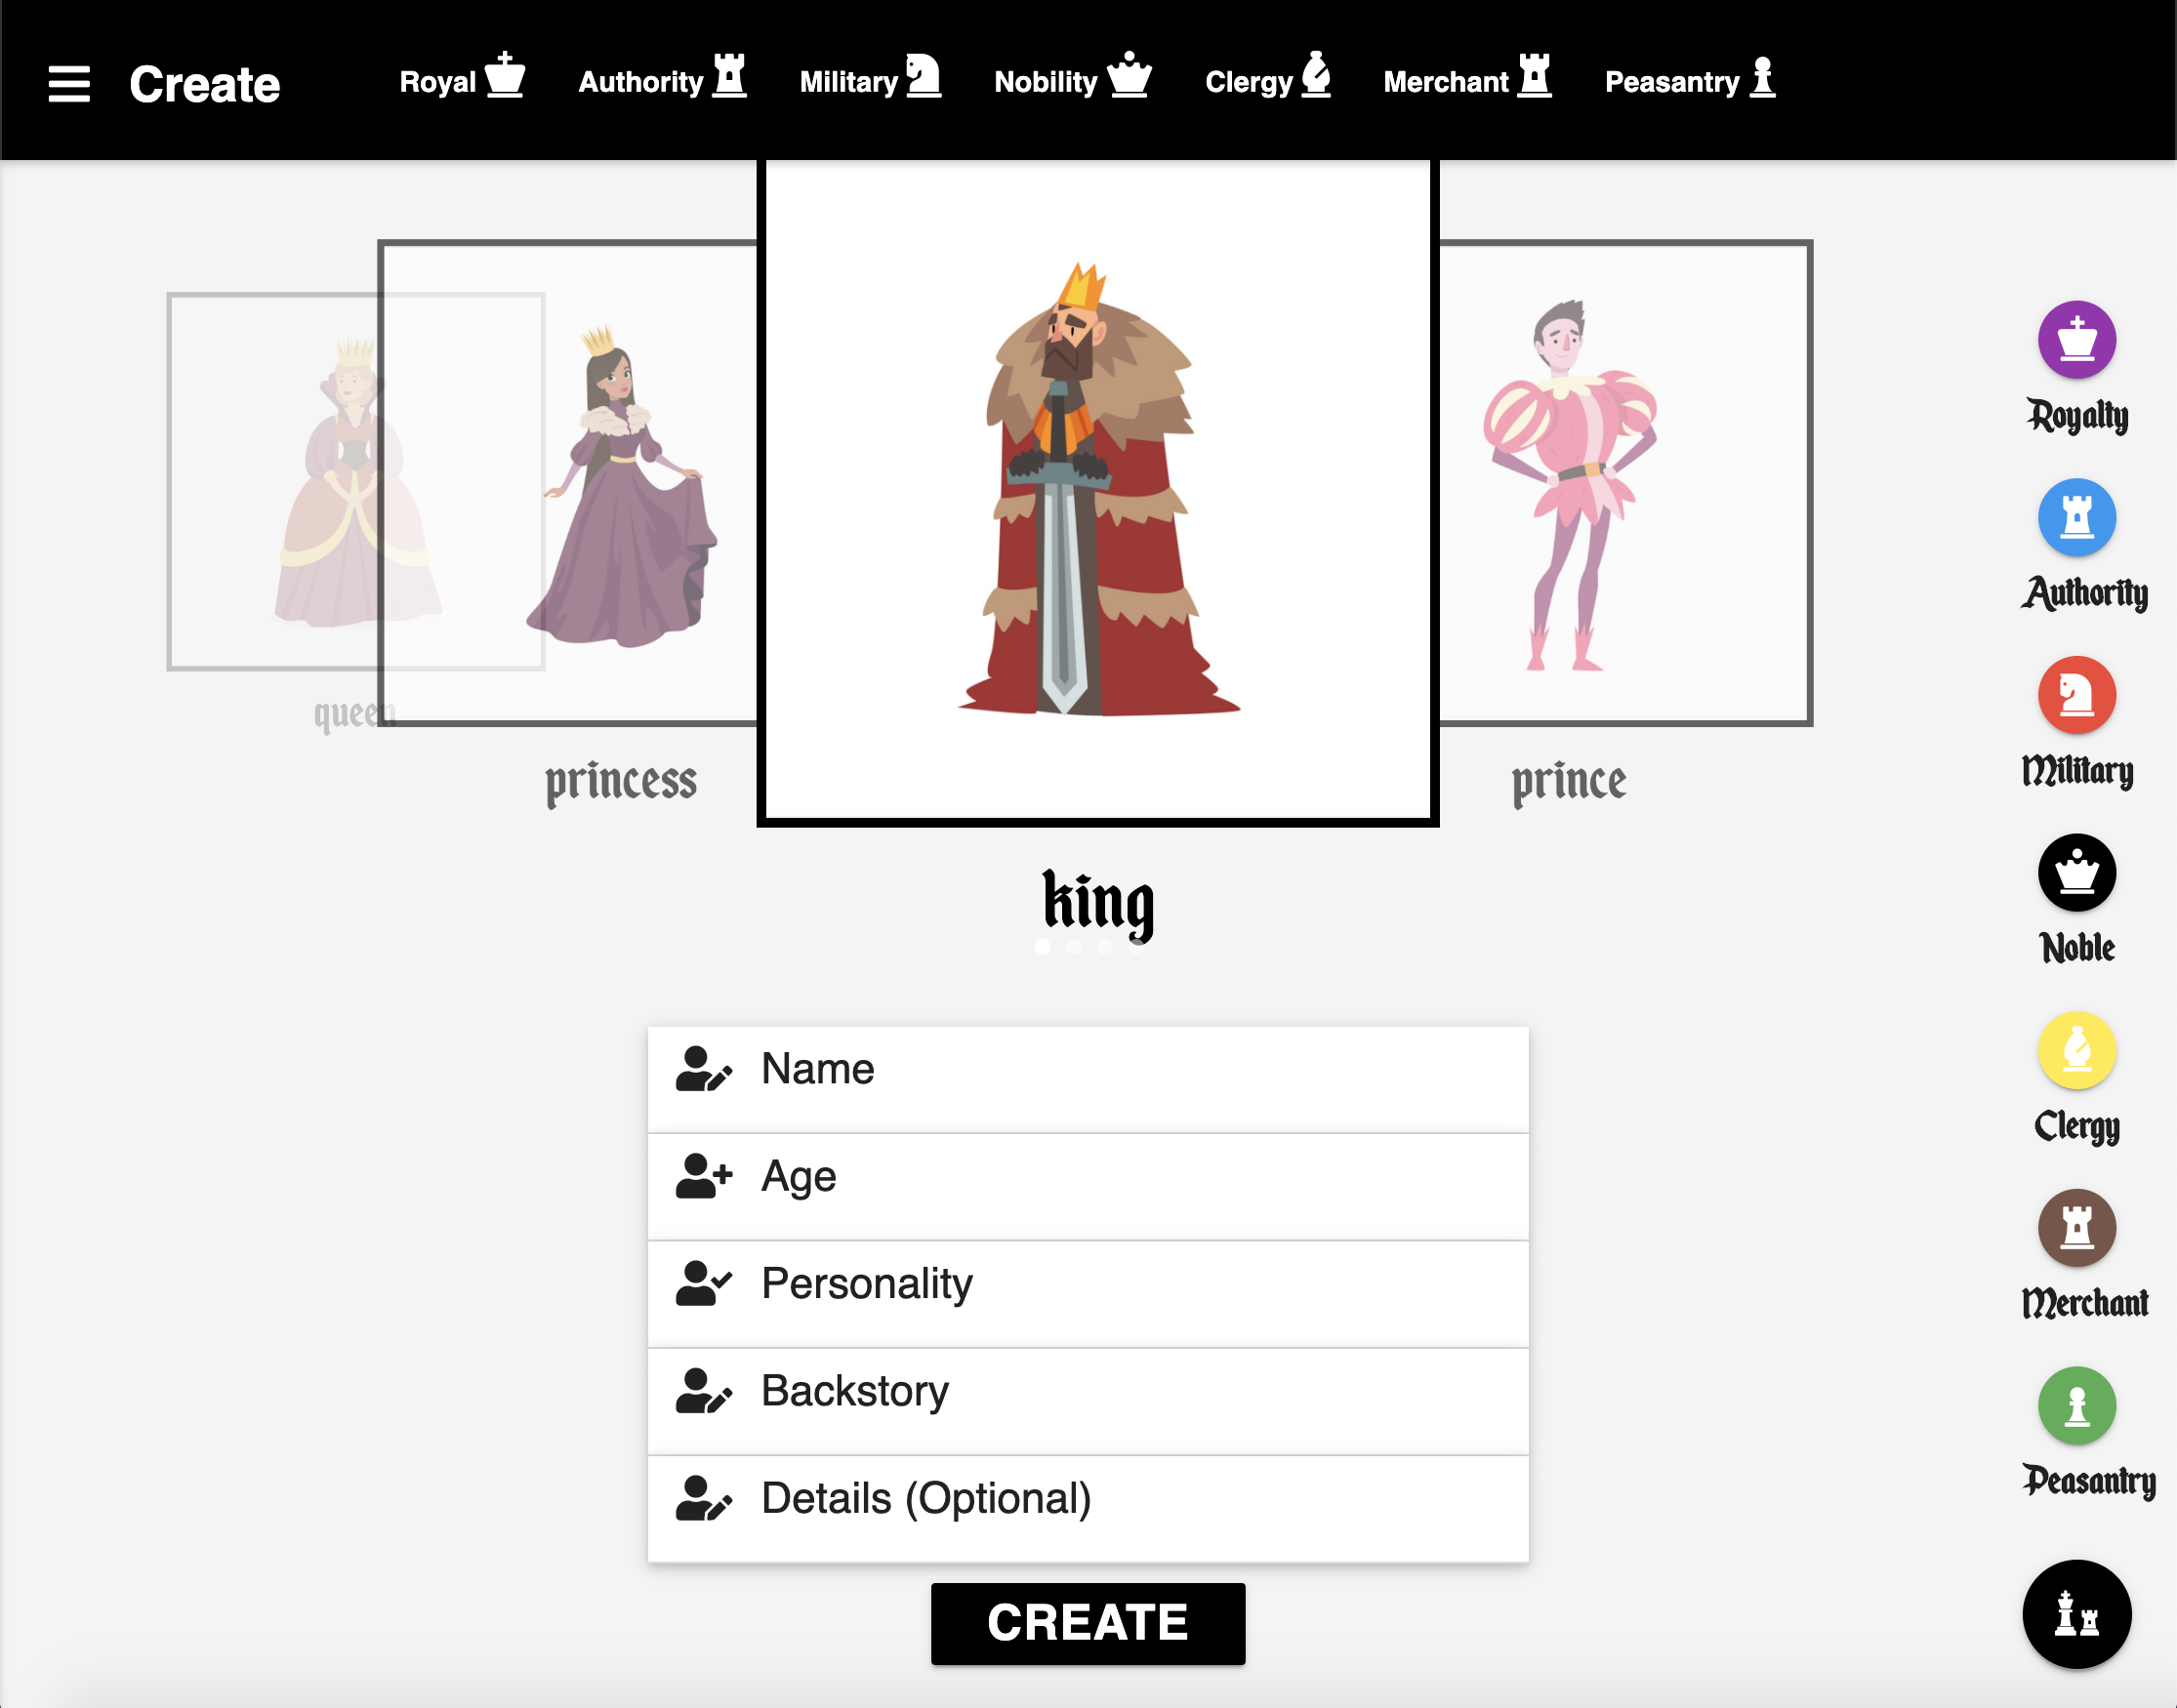 Create
Royal
Authority
Military
Nobility
Clergy
Merchant
Peasantry
queen
princess
king
prince
Name
Age
Personality
Backstory
Details (Optional)
CREATE
Royalty
Authority
Military
Noble
Clergy
Merchant
Peasantry